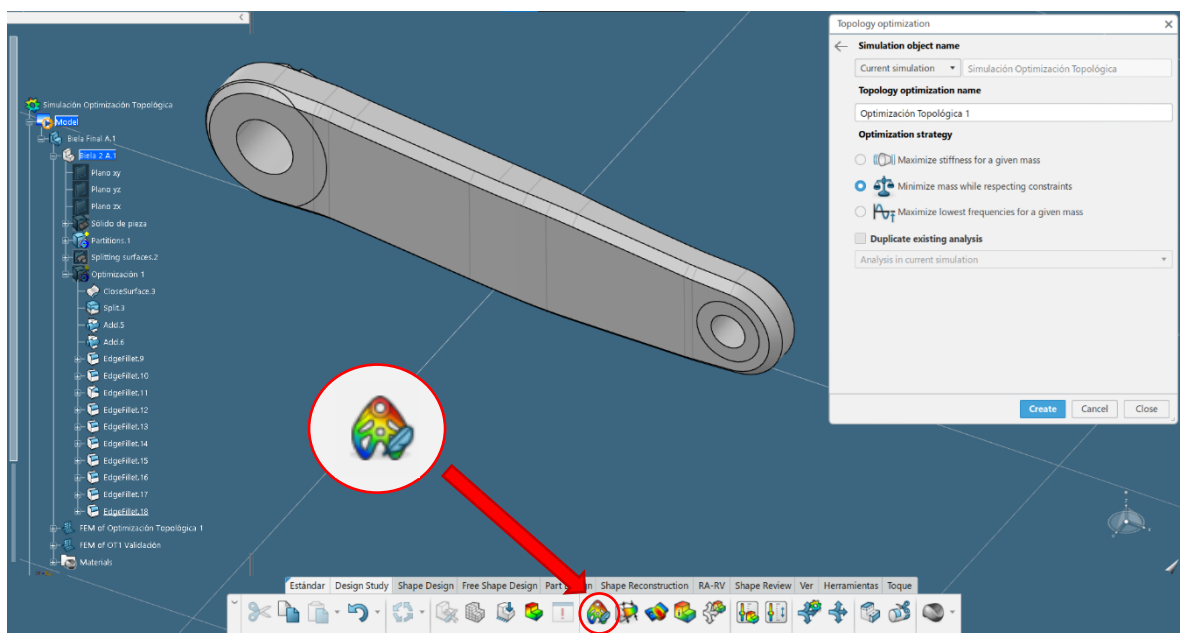 Topology optimization
Simulation object name
Current simulation Simulación Optimización Topológica
Topology optimization name
Optimización Topológica 1
Optimization strategy
Maximize stiffness for a given mass
Minimize mass while respecting constraints
Maximize lowest frequencies for a given mass
Duplicate existing analysis
Analysis in current simulation
Create Cancel Close
Simulación Optimización Topológica
Model
Biela Final A.1
Biela 2 A.1
Plano xy
Plano yz
Plano zx
Sólido de pieza
Partitions.1
Splitting surfaces.2
Optimización 1
CloseSurface.3
Split.3
Add.5
Add.6
EdgeFillet.9
EdgeFillet.10
EdgeFillet.11
EdgeFillet.12
EdgeFillet.13
EdgeFillet.14
EdgeFillet.15
EdgeFillet.16
EdgeFillet.17
EdgeFillet.18
FEM of Optimización Topológica 1
FEM of OT1 Validación
Materials
Estándar Design Study Shape Design Free Shape Design Part Shape Reconstruction RA-RV Shape Review Ver Herramientas Toque